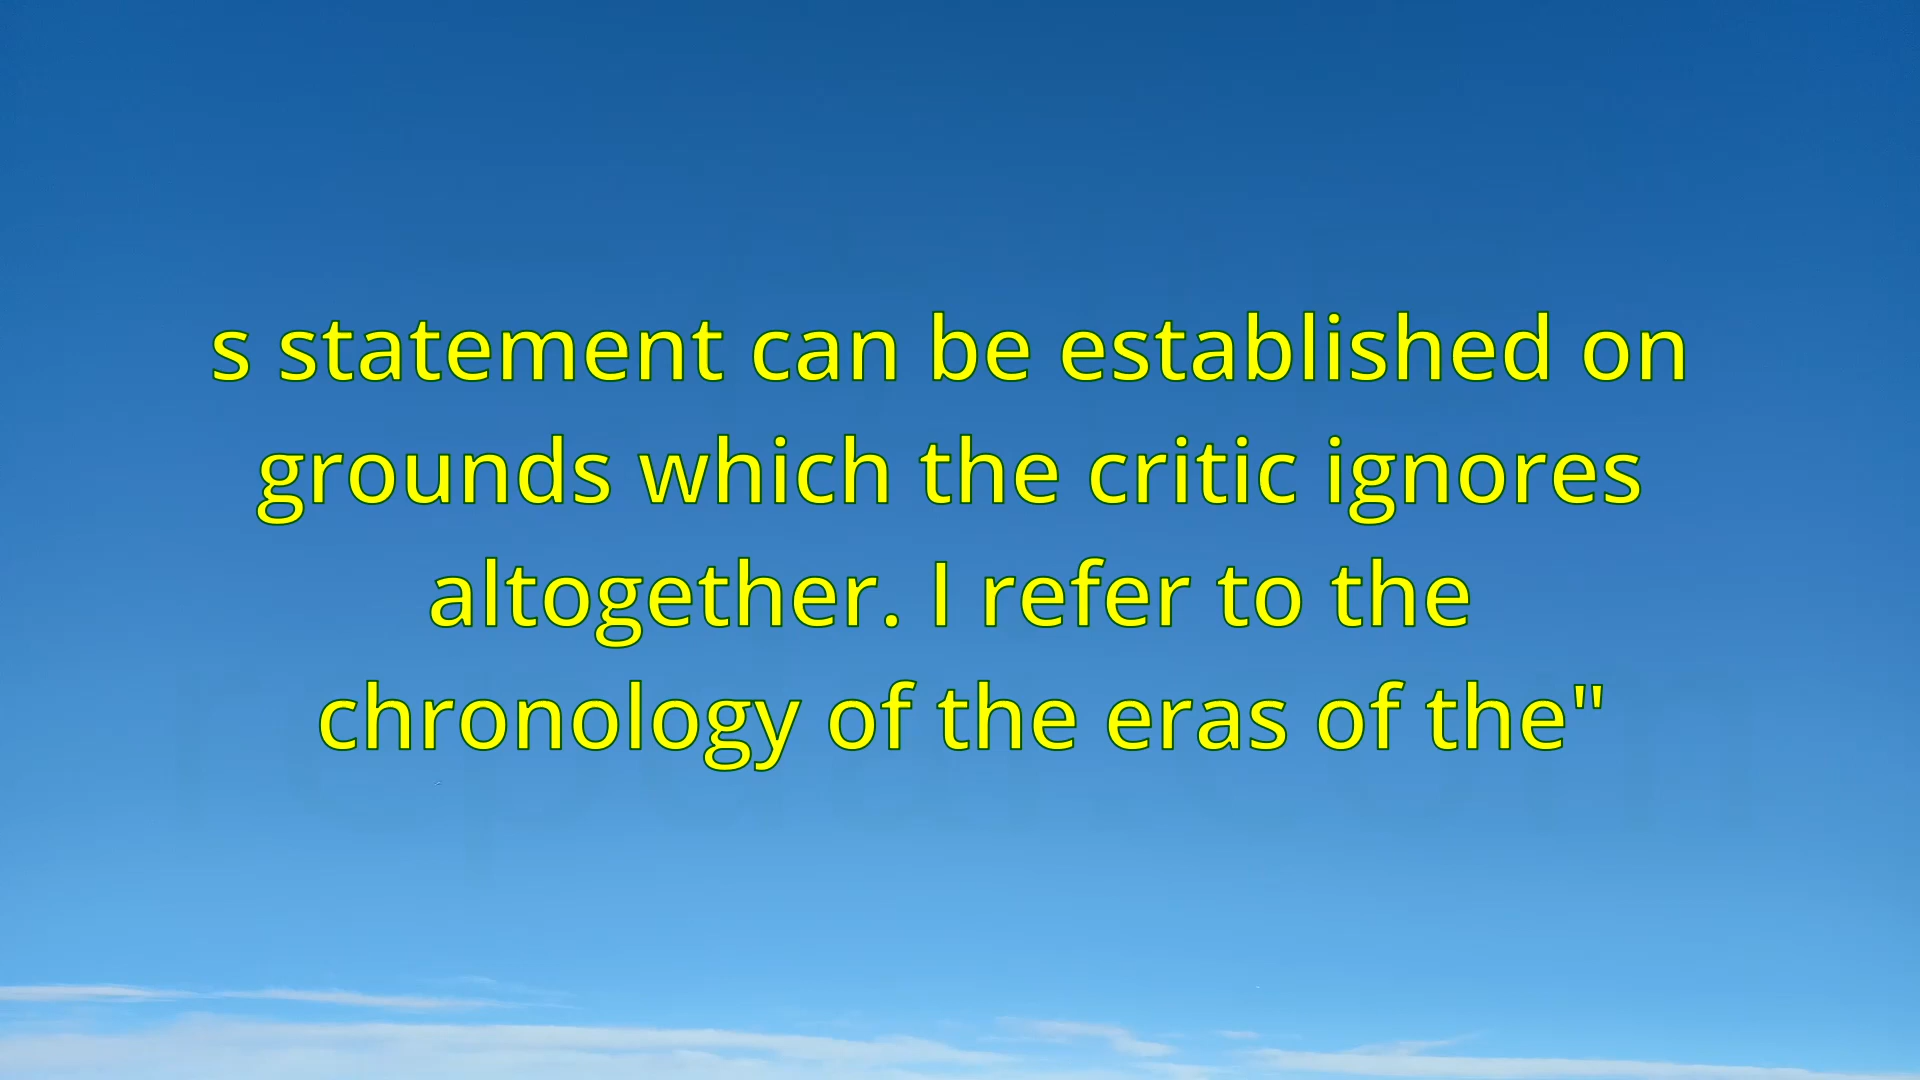 s statement can be established on
grounds which the critic ignores
altogether. I refer to the
chronology of the eras of the"